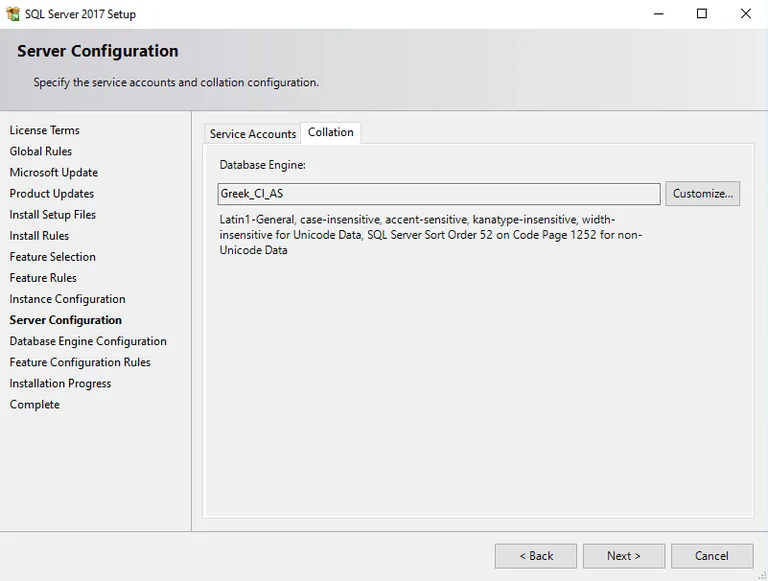 SQL Server 2017 Setup
Server Configuration
Specify the service accounts and collation configuration.
License Terms
Global Rules
Microsoft Update
Product Updates
Install Setup Files
Install Rules
Feature Selection
Feature Rules
Instance Configuration
Server Configuration
Database Engine Configuration
Feature Configuration Rules
Installation Progress
Complete
Service Accounts
Collation
Database Engine:
Greek_CI_AS
Customize...
Latin1-General, case-insensitive, accent-sensitive, kanatype-insensitive, width-
insensitive for Unicode Data, SQL Server Sort Order 52 on Code Page 1252 for non-
Unicode Data
< Back
Next >
Cancel